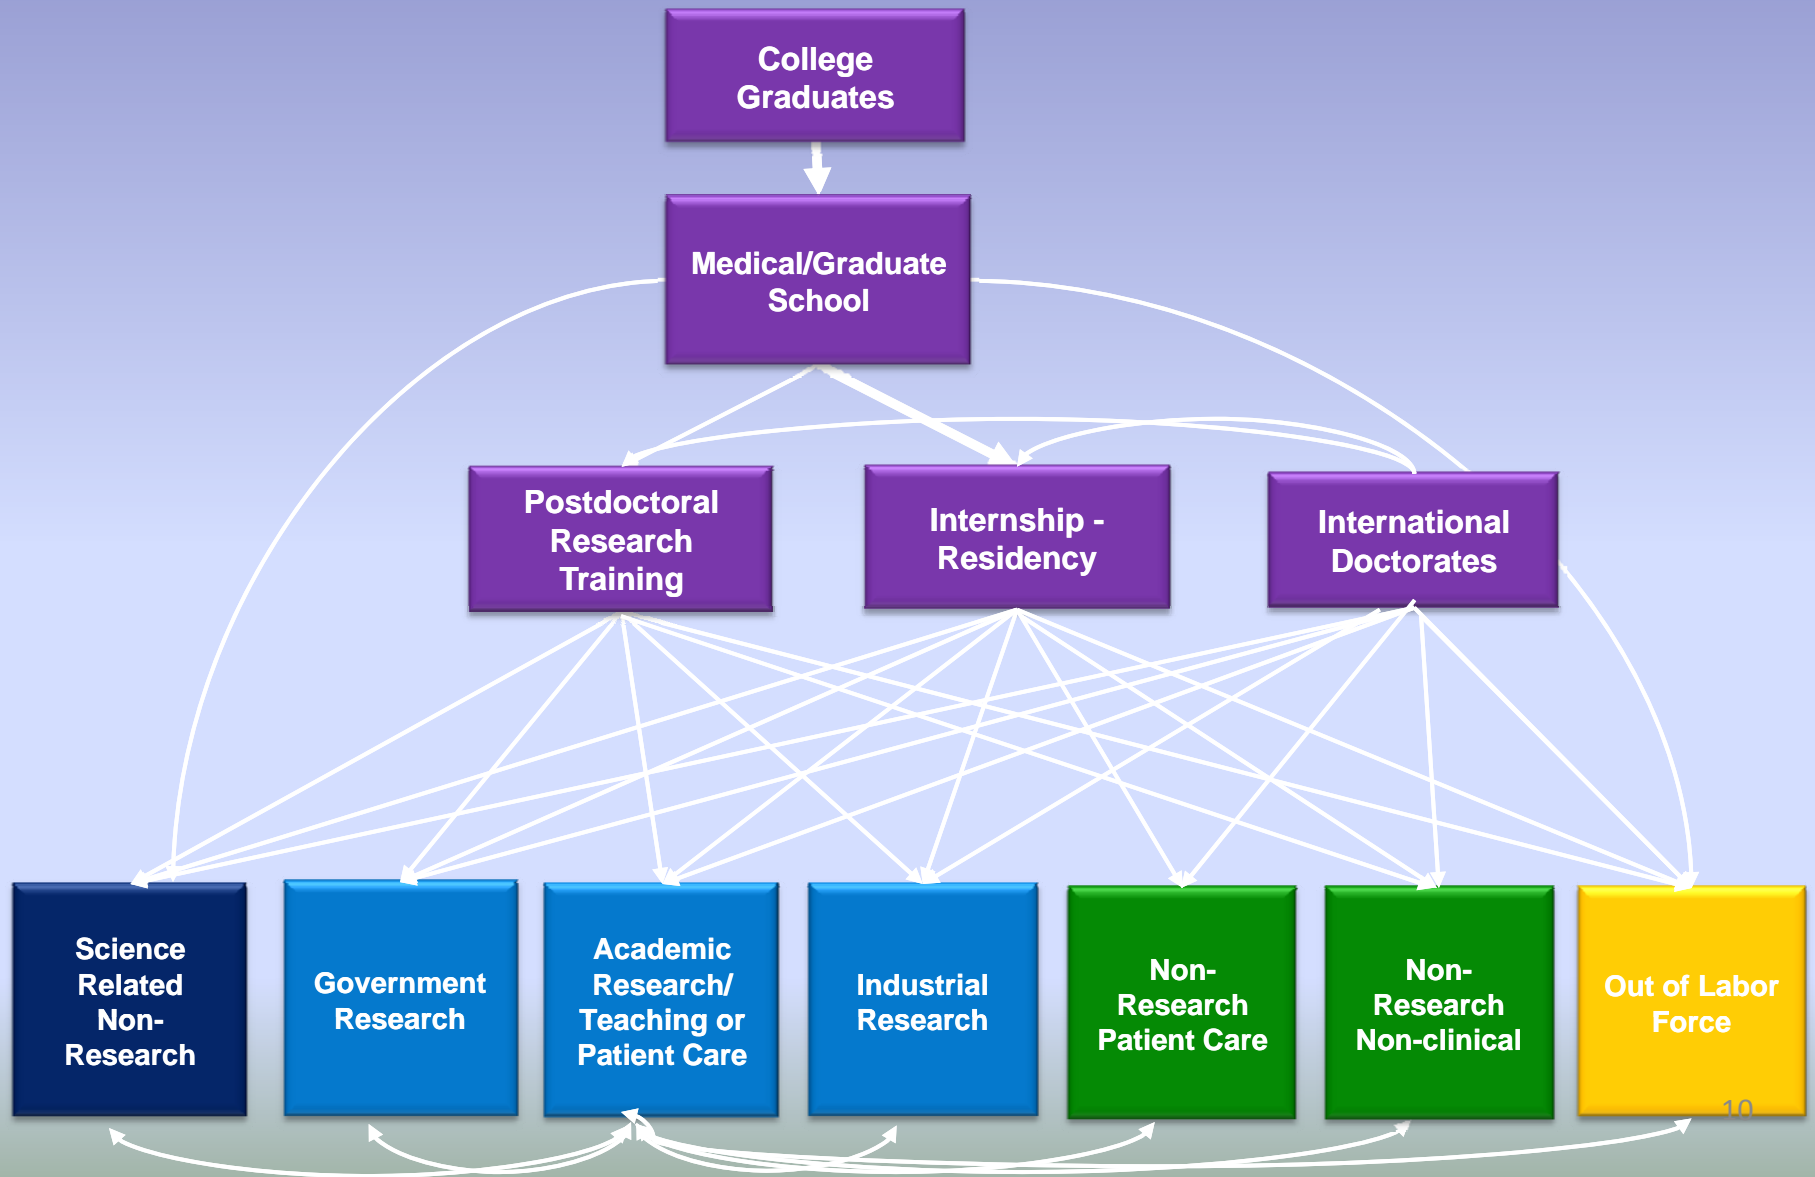 College
Graduates
Medical/Graduate
School
Postdoctoral
Research
Training
Internship -
Residency
International
Doctorates
Science
Related
Non-
Research
Government
Research
Academic
Research/
Teaching or
Patient Care
Industrial
Research
Non-
Research
Patient Care
Non-
Research
Non-clinical
Out of Labor
Force
10